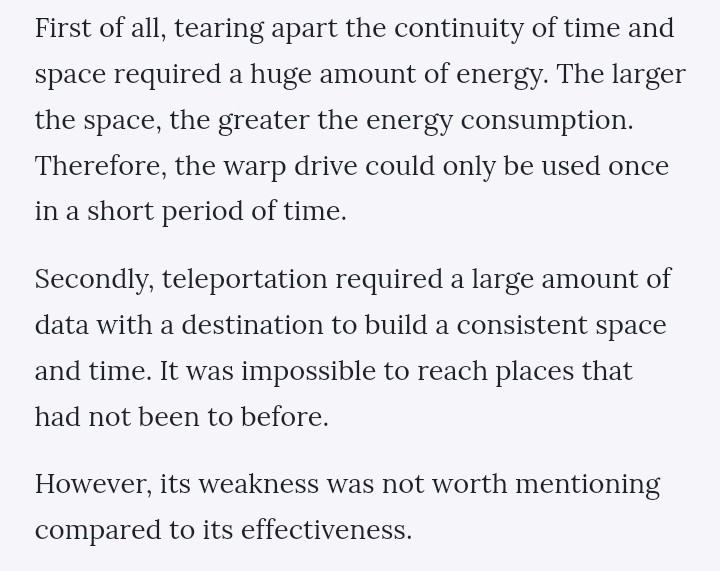 First of all, tearing apart the continuity of time and
space required a huge amount of energy. The larger
the space, the greater the energy consumption.
Therefore, the warp drive could only be used once
in a short period of time.
Secondly, teleportation required a large amount of
data with a destination to build a consistent space
and time. It was impossible to reach places that
had not been to before.
However, its weakness was not worth mentioning
compared to its effectiveness.